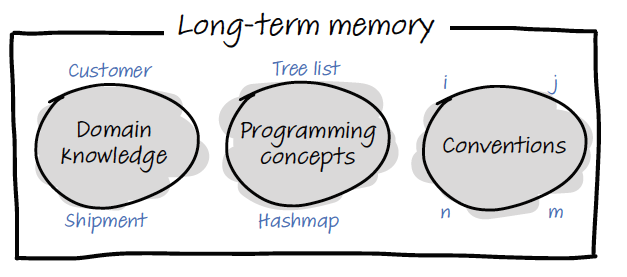 Long-term memory
Customer
Domain
knowledge
Shipment
Tree list
Programming
concepts
Hashmap
i
j
Conventions
n
m